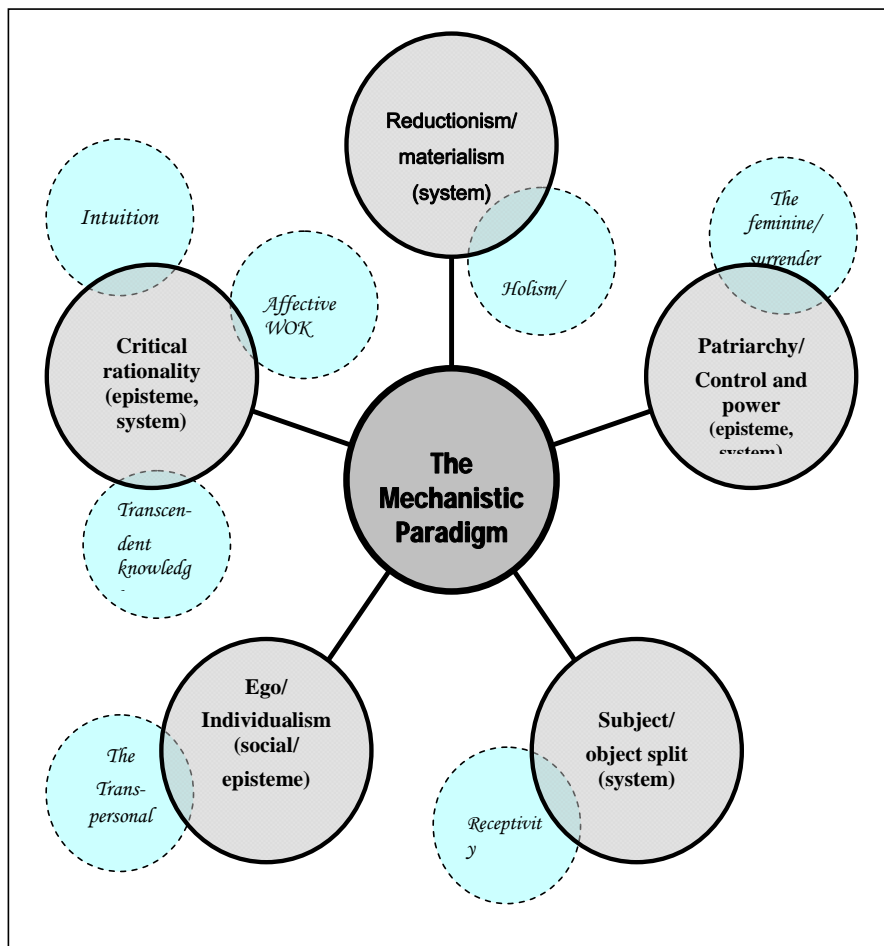 Reductionism/
materialism
(system)
Intuition
The
feminine/
surrender
Holism/
Affective
WOK
Critical
rationality
(episteme,
system)
Patriarchy/
Control and
power
(episteme,
system)
The
Mechanistic
Paradigm
Transcen-
dent
knowledg
Ego/
Individualism
(social/
episteme)
Subject/
object split
(system)
The
Trans-
personal
Receptivit
y